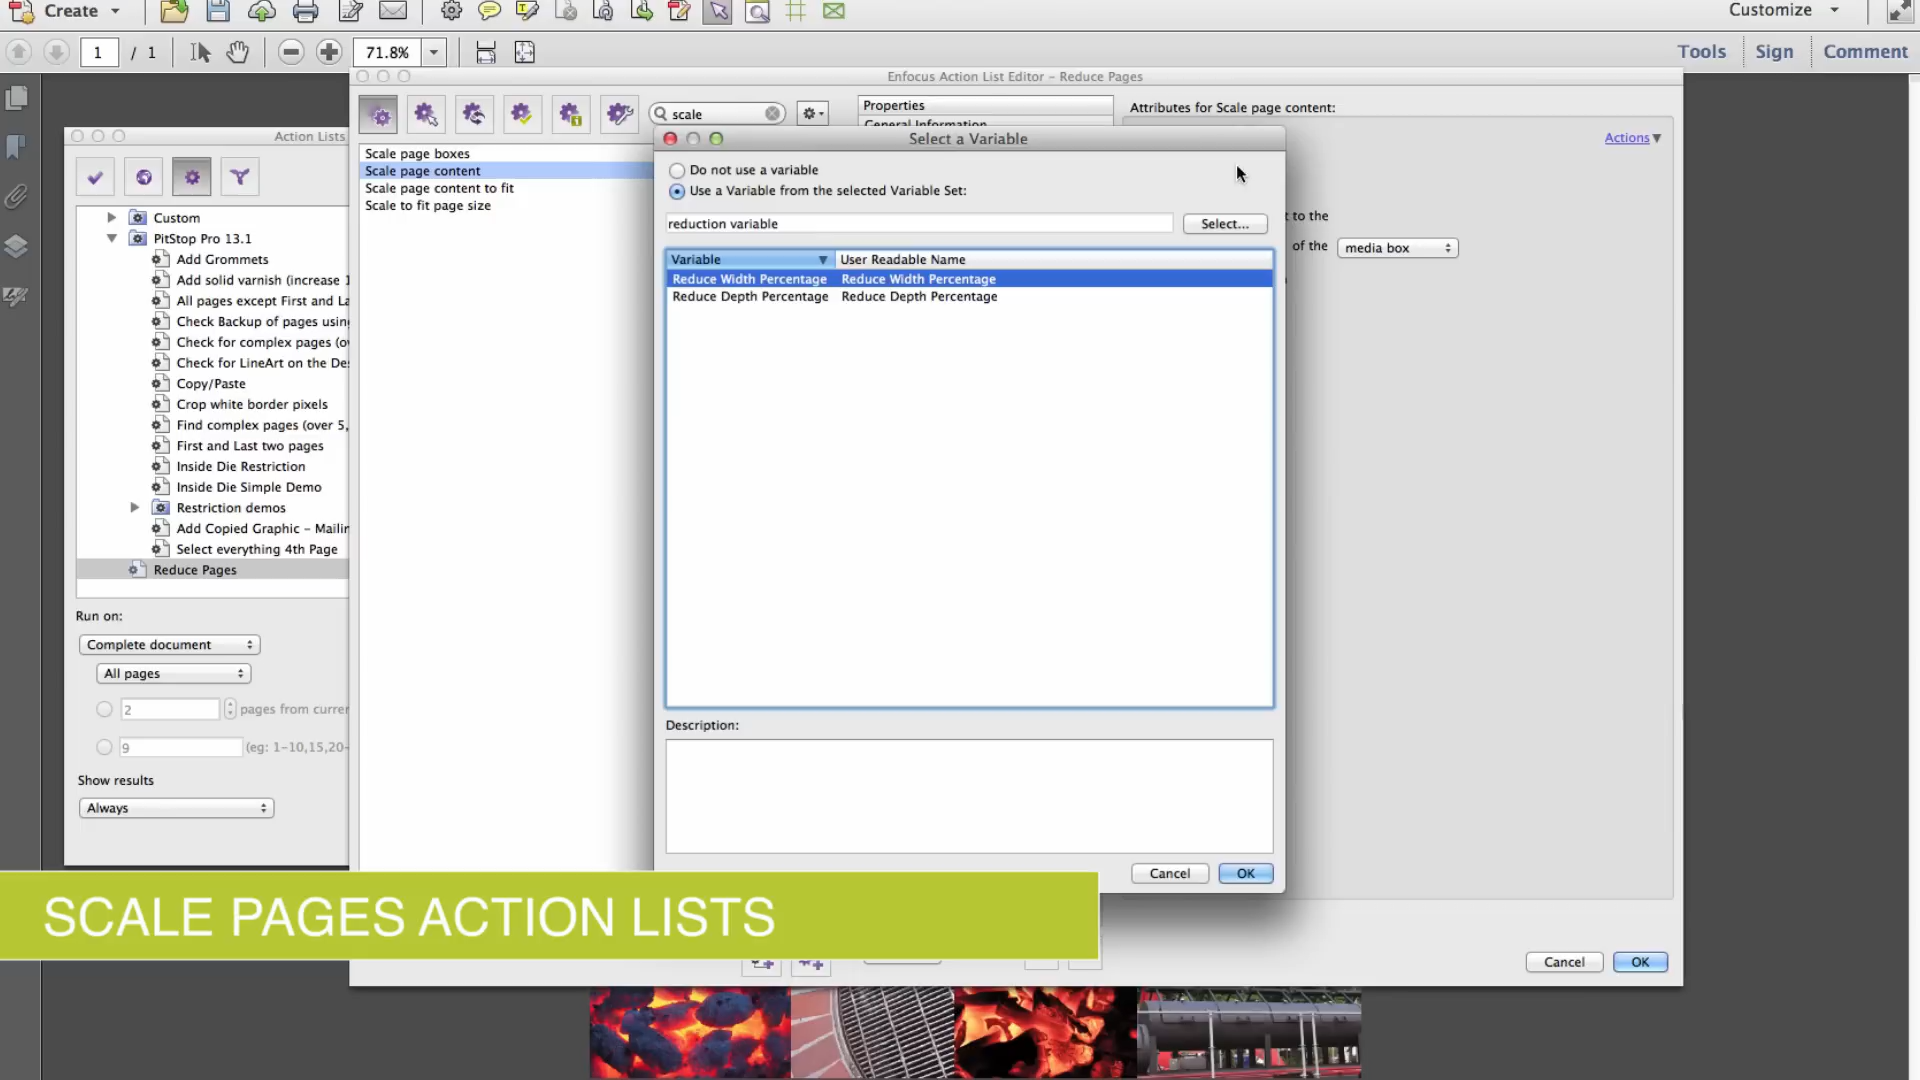 Create
Customize
1 / 1
71.8%
Tools
Sign
Comment
Enfocus Action List Editor - Reduce Pages
scale
Properties
General Information
Attributes for Scale page content:
Actions
Action Lists
Select a Variable
Scale page boxes
Scale page content
Scale page content to fit
Scale to fit page size
Do not use a variable
Use a Variable from the selected Variable Set:
reduction variable
Select...
t to the
of the
media box
Variable
User Readable Name
Reduce Width Percentage
Reduce Width Percentage
Reduce Depth Percentage
Reduce Depth Percentage
Custom
PitStop Pro 13.1
Add Grommets
Add solid varnish (increase 1
All pages except First and La
Check Backup of pages usin
Check for complex pages (o
Check for LineArt on the De
Copy/Paste
Crop white border pixels
Find complex pages (over 5,
First and Last two pages
Inside Die Restriction
Inside Die Simple Demo
Restriction demos
Add Copied Graphic - Mailin
Select everything 4th Page
Reduce Pages
Run on:
Complete document
All pages
2
pages from curre
9
(eg: 1-10,15,20-
Show results
Always
Description:
Cancel
OK
SCALE PAGES ACTION LISTS
Cancel
OK